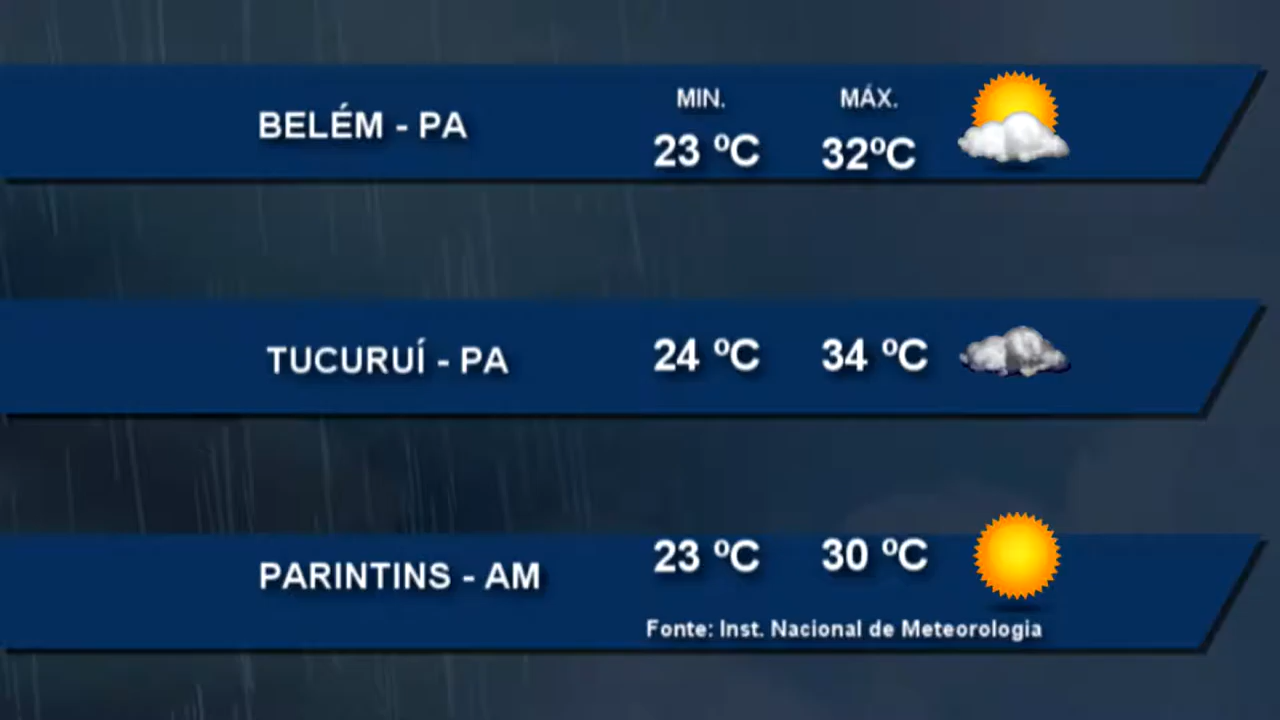 MIN. MÁX.
BELÉM - PA 23 ºC 32ºC
TUCURUÍ - PA 24 ºC 34 ºC
PARINTINS - AM 23 ºC 30 ºC
Fonte: Inst. Nacional de Meteorologia